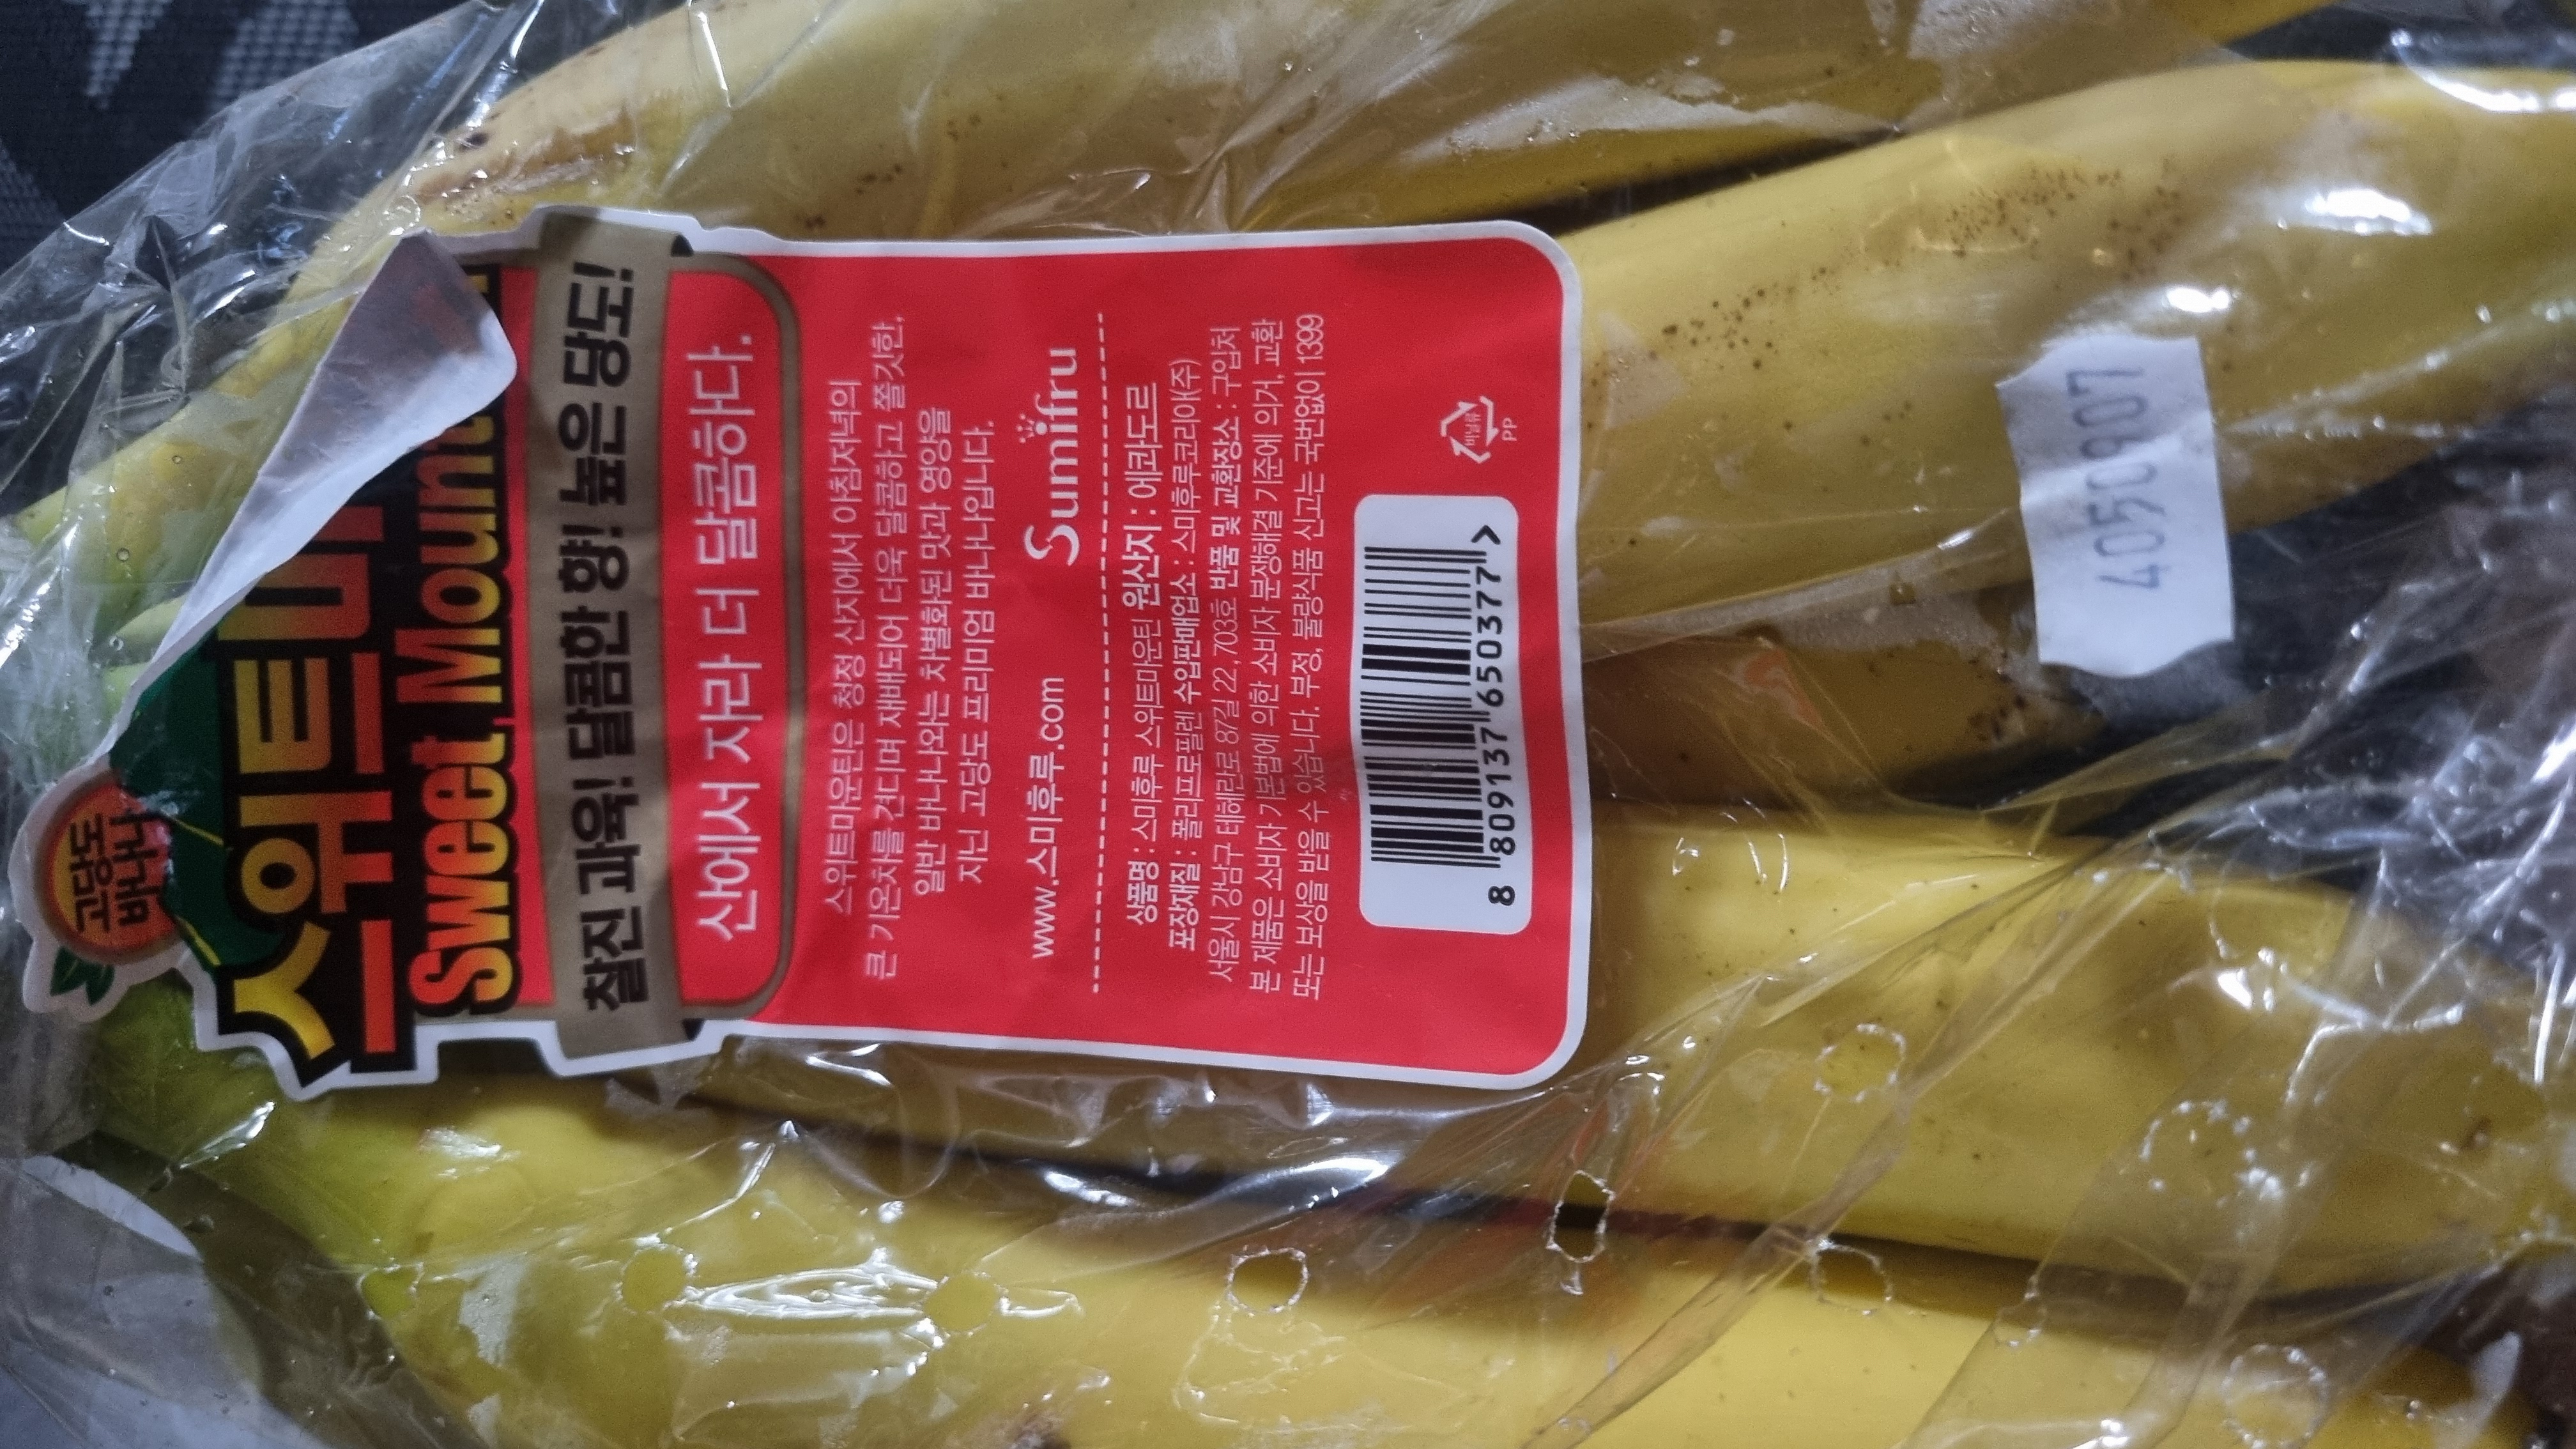 고당도
바나나
스위트마
Sweet Mount
찰진 과육! 달콤한 향! 높은 당도!
산에서 자라 더 달콤하다.
스위트마운틴은 청정 산지에서 아침저녁의
큰 기온차를 견디며 재배되어 더욱 달콤하고 쫄깃한,
일반 바나나와는 차별화된 맛과 영양을
지닌 고당도 프리미엄 바나나입니다.
www.스미후루.com Sumifru
상품명 : 스미후루 스위트마운틴 원산지 : 에콰도르
포장재질 : 폴리프로필렌 수입판매업소 : 스미후루코리아(주)
서울시 강남구 테헤란로 87길 22, 703호 반품 및 교환장소 : 구입처
본 제품은 소비자 기본법에 의한 소비자 분쟁해결 기준에 의거, 교환
또는 보상을 받을 수 있습니다. 부정, 불량식품 신고는 국번없이 1399
8 809137 650377 >
비닐류
PP
4050907